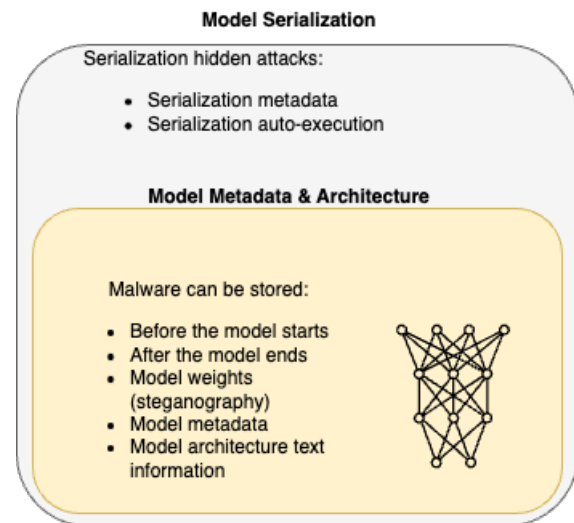 Model Serialization
Serialization hidden attacks:
• Serialization metadata
• Serialization auto-execution
Model Metadata & Architecture
Malware can be stored:
• Before the model starts
• After the model ends
• Model weights
(steganography)
• Model metadata
• Model architecture text
information